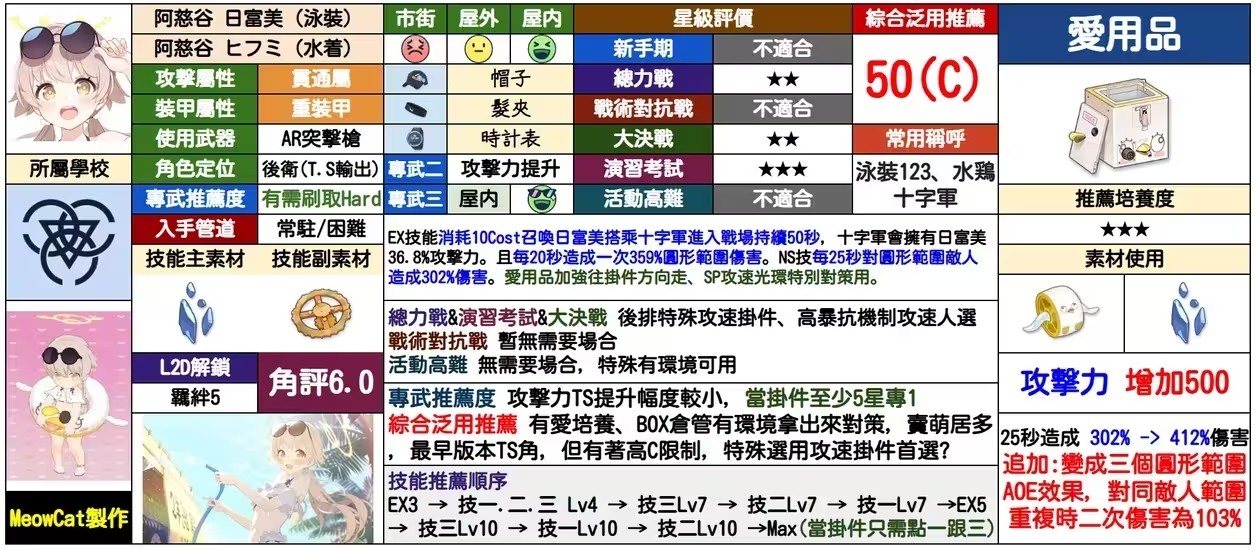 阿慈谷 日富美（泳裝）
阿慈谷 ヒフミ（水着）
攻擊屬性 貫通屬
裝甲屬性 重裝甲
使用武器 AR突擊槍
角色定位 後衛(T.S輸出)
專武推薦度 有需刷取Hard
入手管道 常駐/困難
技能主素材 技能副素材
L2D解鎖
羈絆5
角評6.0
所屬學校
MeowCat製作
市街 屋外 屋内
帽子
髮夾
時計表
專武二 攻擊力提升
專武三 屋内
星級評價
新手期 不適合
總力戰 ★★
戰術對抗戰 不適合
大決戰 ★★
演習考試 ★★★
活動高難 不適合
綜合泛用推薦
50(C)
常用稱呼
泳裝123、水鶏
十字軍
EX技能消耗10Cost召喚日富美搭乘十字軍進入戰場持續50秒，十字軍會擁有日富美
36.8%攻擊力。且每20秒造成一次359%圓形範圍傷害。NS技每25秒對圓形範圍敵人
造成302%傷害。愛用品加強往掛件方向走、SP攻速光環特別對策用。
總力戰&演習考試&大決戰 後排特殊攻速掛件、高暴抗機制攻速人選
戰術對抗戰 暫無需要場合
活動高難 無需要場合，特殊有環境可用
專武推薦度 攻擊力TS提升幅度較小，當掛件至少5星專1
綜合泛用推薦 有愛培養、BOX倉管有環境拿出來對策，賣萌居多
，最早版本TS角，但有著高C限制，特殊選用攻速掛件首選?
技能推薦順序
EX3 → 技一.二.三 Lv4 → 技三Lv7 → 技二Lv7 → 技一Lv7 →EX5
→ 技三Lv10 → 技一Lv10 → 技二Lv10 →Max(當掛件只需點一跟三)
愛用品
推薦培養度
★★★
素材使用
攻擊力 增加500
25秒造成 302% -> 412%傷害
追加:變成三個圓形範圍
AOE效果，對同敵人範圍
重複時二次傷害為103%